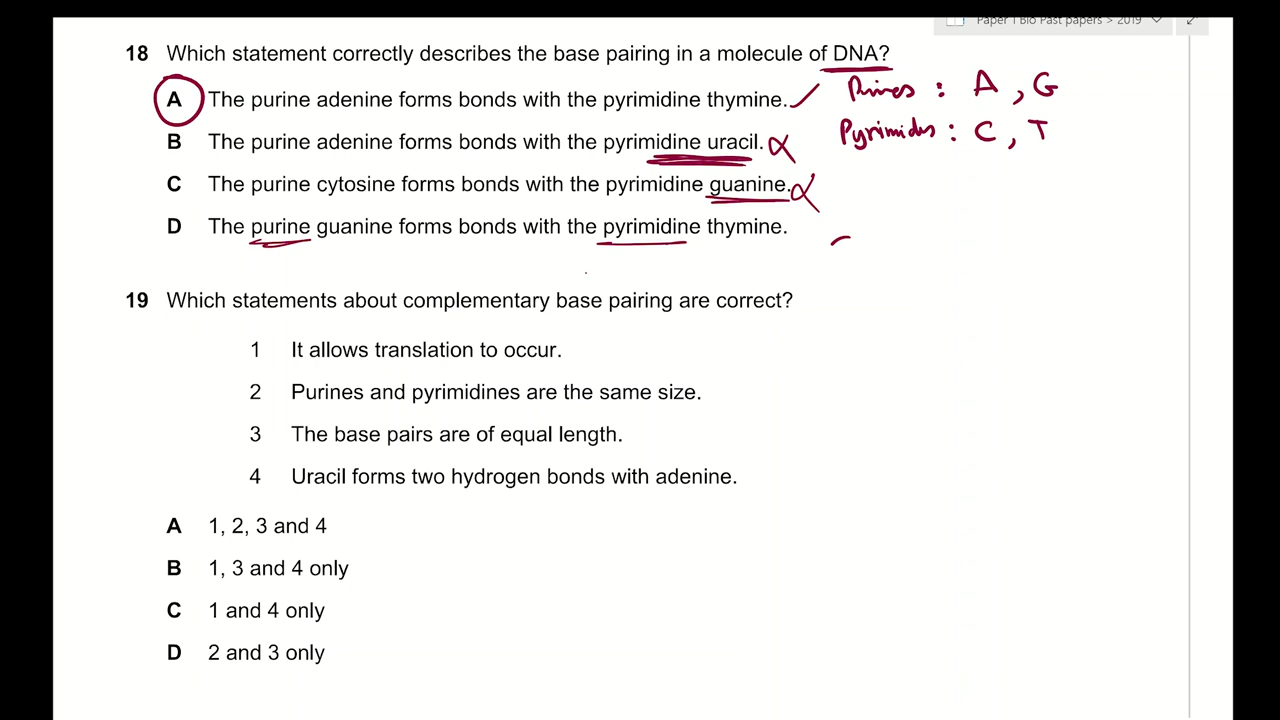 Paper 1 Bio Past papers > 2019
18 Which statement correctly describes the base pairing in a molecule of DNA?
A The purine adenine forms bonds with the pyrimidine thymine.
Purines : A , G
B The purine adenine forms bonds with the pyrimidine uracil.
Pyrimides : C , T
C The purine cytosine forms bonds with the pyrimidine guanine.
D The purine guanine forms bonds with the pyrimidine thymine.
19 Which statements about complementary base pairing are correct?
1 It allows translation to occur.
2 Purines and pyrimidines are the same size.
3 The base pairs are of equal length.
4 Uracil forms two hydrogen bonds with adenine.
A 1, 2, 3 and 4
B 1, 3 and 4 only
C 1 and 4 only
D 2 and 3 only